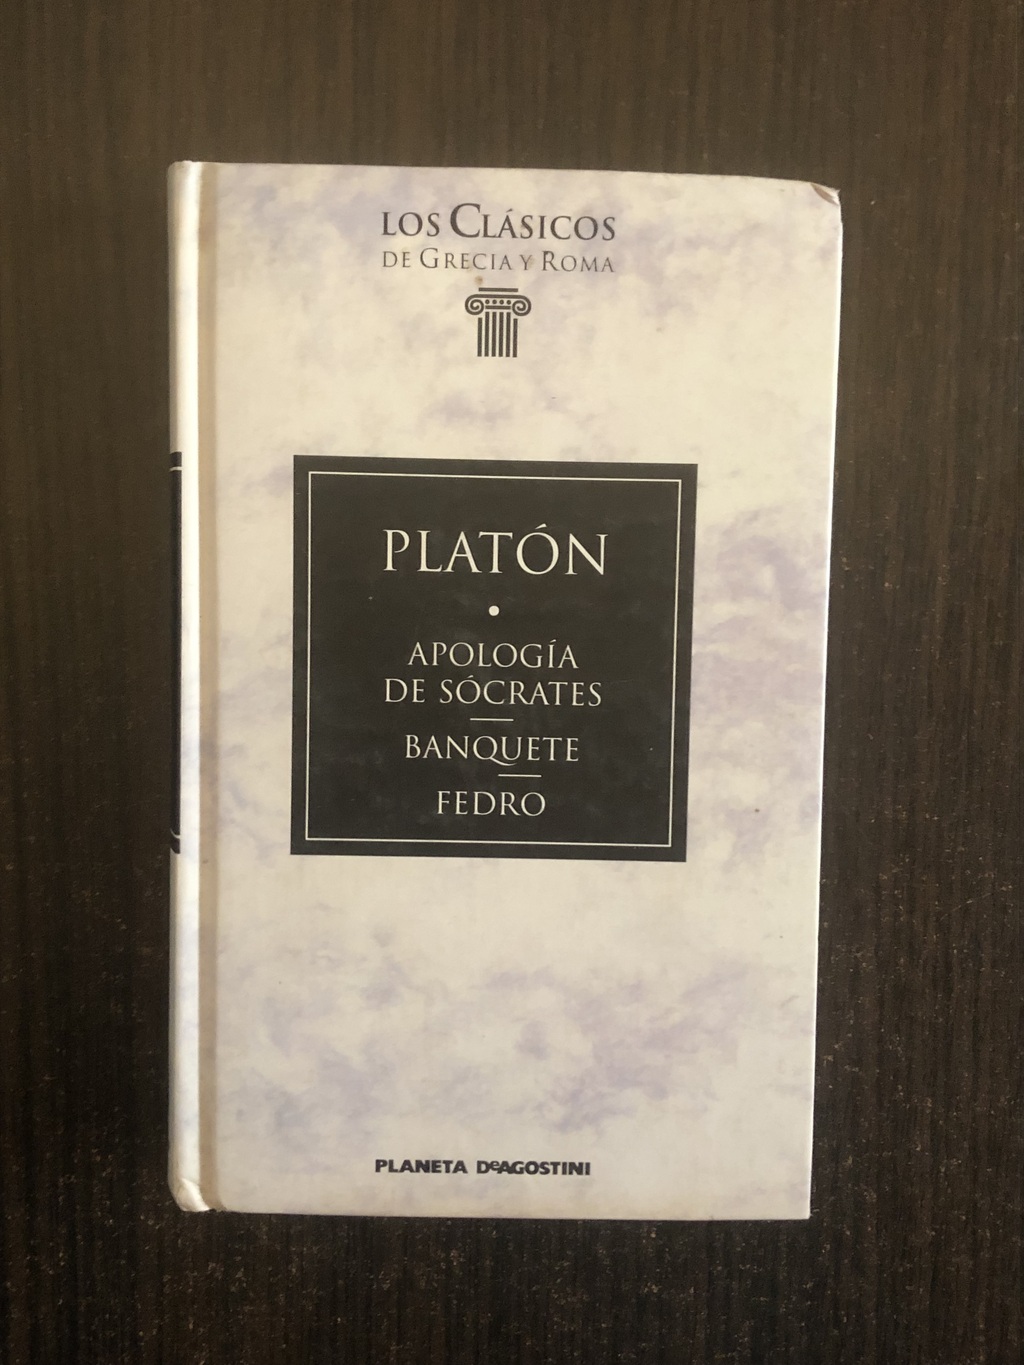 LOS CLÁSICOS
DE GRECIA Y ROMA
PLATÓN
•
APOLOGÍA
DE SÓCRATES
BANQUETE
FEDRO
PLANETA DeAGOSTINI